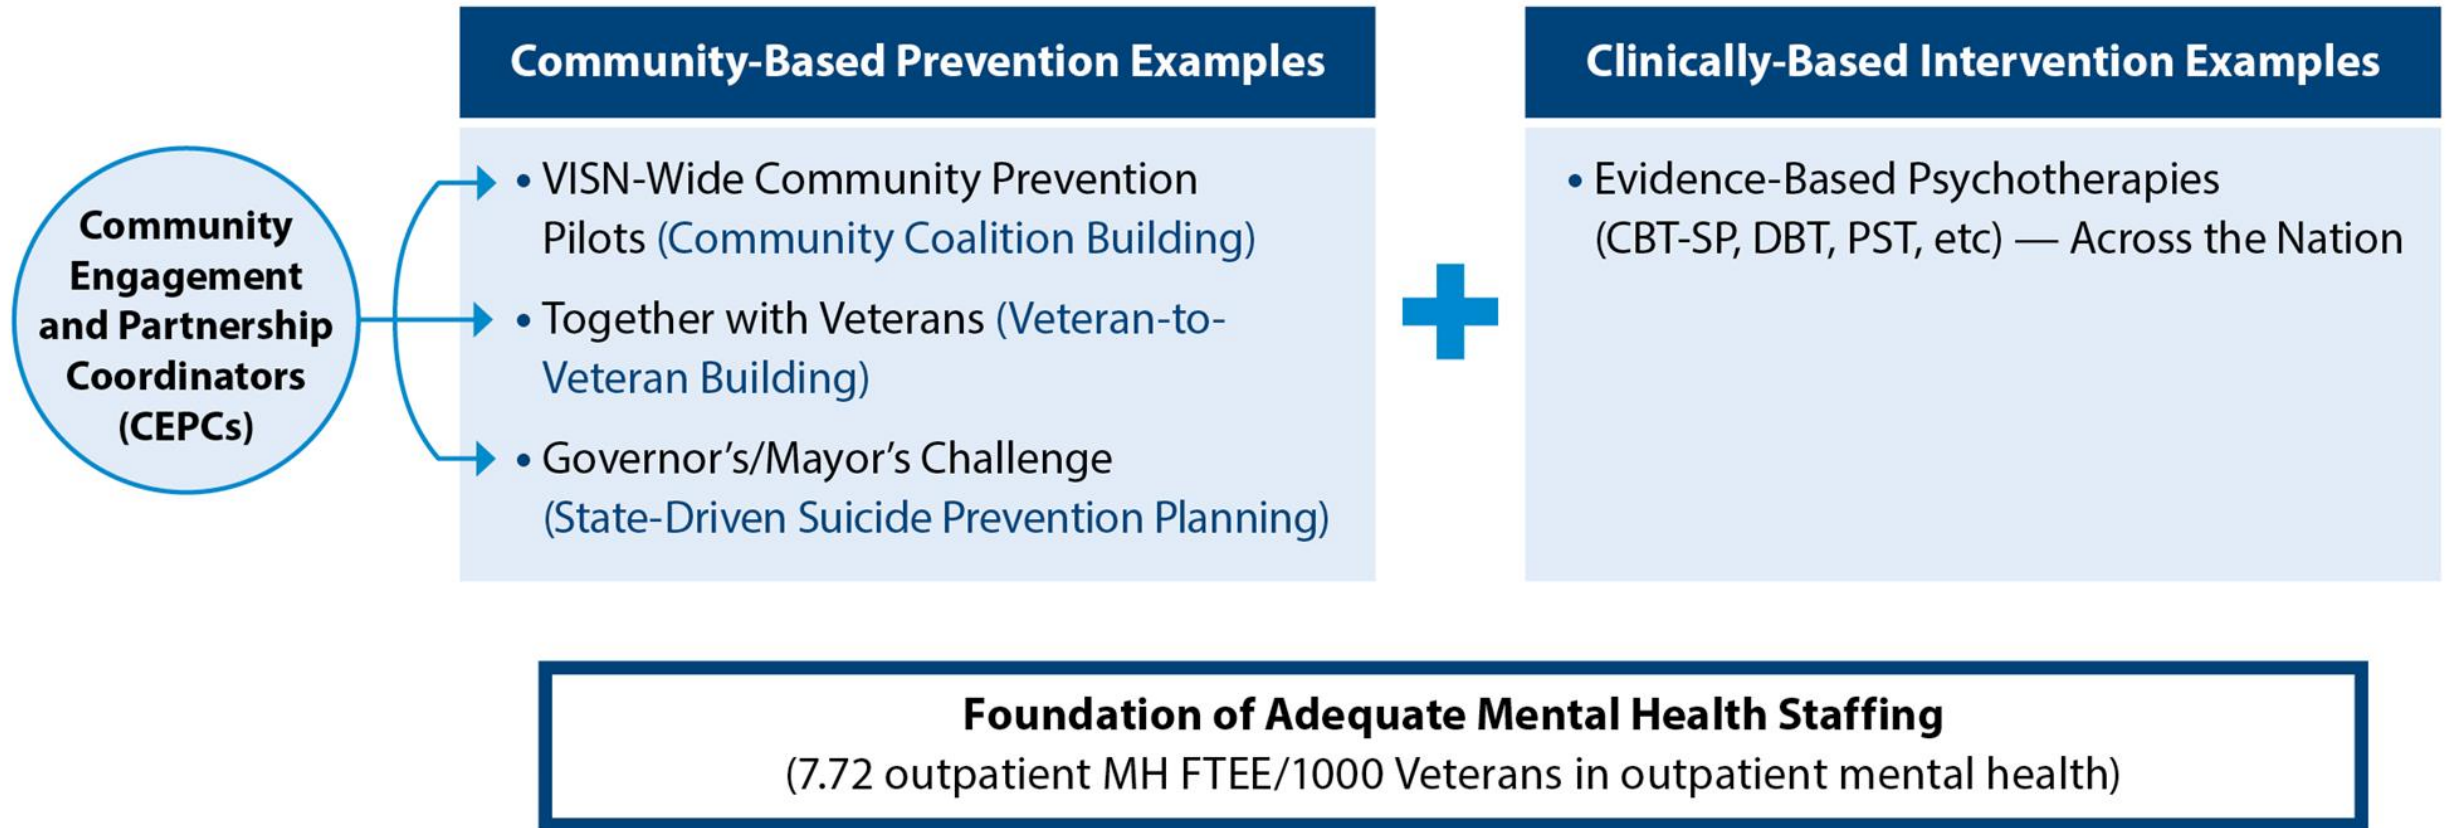 Community-Based Prevention Examples
Clinically-Based Intervention Examples
Community
Engagement
and Partnership
Coordinators
(CEPCs)
• VISN-Wide Community Prevention
Pilots (Community Coalition Building)
• Together with Veterans (Veteran-to-
Veteran Building)
• Governor’s/Mayor’s Challenge
(State-Driven Suicide Prevention Planning)
• Evidence-Based Psychotherapies
(CBT-SP, DBT, PST, etc) — Across the Nation
Foundation of Adequate Mental Health Staffing
(7.72 outpatient MH FTEE/1000 Veterans in outpatient mental health)